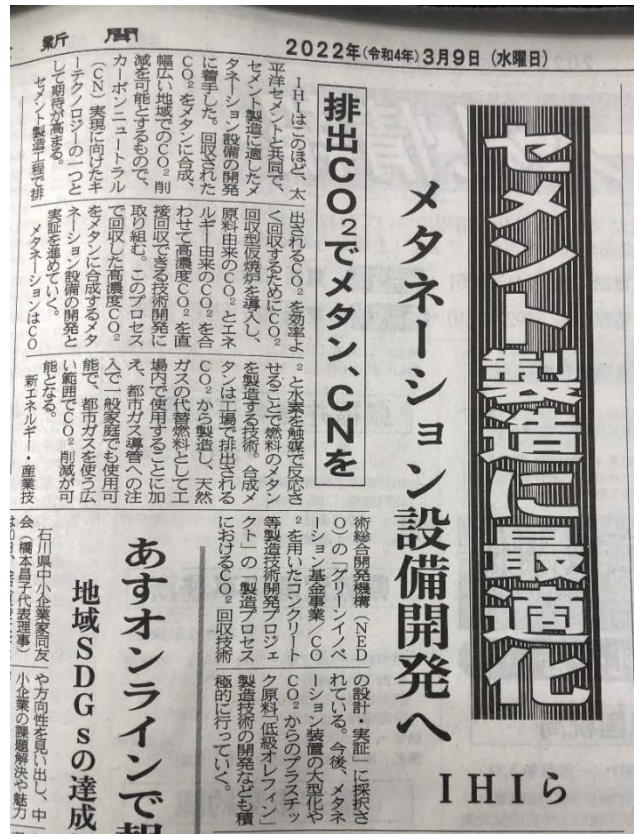 新聞
2022年(令和4年)3月9日(水曜日)
セメント製造に最適化
メタネーション設備開発へ
IHIら
排出CO₂でメタン、CNを
IHIはこのほど、太
平洋セメントと共同で、
セメント製造に適したメ
タネーション設備の開発
に着手した。回収された
CO₂をメタンに合成、
幅広い地域でのCO₂削
減を可能とするもので、
カーボンニュートラル
(CN)実現に向けたキ
ーテクノロジーの一つと
して期待が高まる。
セメント製造工程で排
出されるCO₂を効率よ
く回収するためにCO₂
回収型仮焼炉を導入し、
原料由来のCO₂とエネ
ルギー由来のCO₂を合
わせて高濃度CO₂を直
接回収できる技術開発に
取り組む。このプロセス
で回収した高濃度CO₂
をメタンに合成するメタ
ネーション設備の開発と
実証を進めていく。
メタネーションはCO
₂と水素を触媒で反応さ
せることで燃料のメタン
を製造する技術。合成メ
タンは工場で排出される
CO₂から製造し、天然
ガスの代替燃料として工
場内で使用することに加
え、都市ガス導管への注
入で一般家庭でも使用可
能で、都市ガスを使う広
い範囲でCO₂削減が可
能となる。
新エネルギー・産業技
術総合開発機構(NED
O)の「グリーンイノベ
ーション基金事業/CO
₂を用いたコンクリート
等製造技術開発プロジェ
クト」の「製造プロセス
におけるCO₂回収技術
の設計・実証」に採択さ
れている。今後、メタネ
ーション装置の大型化や
CO₂からのプラスチッ
ク原料「低級オレフィン」
製造技術の開発なども積
極的に行っていく。
あすオンラインで
地域SDGsの達成
石川県中小企業家同友
会(橋本昌子代表理事)
や方向性を見い出し、中
小企業の課題解決や魅力